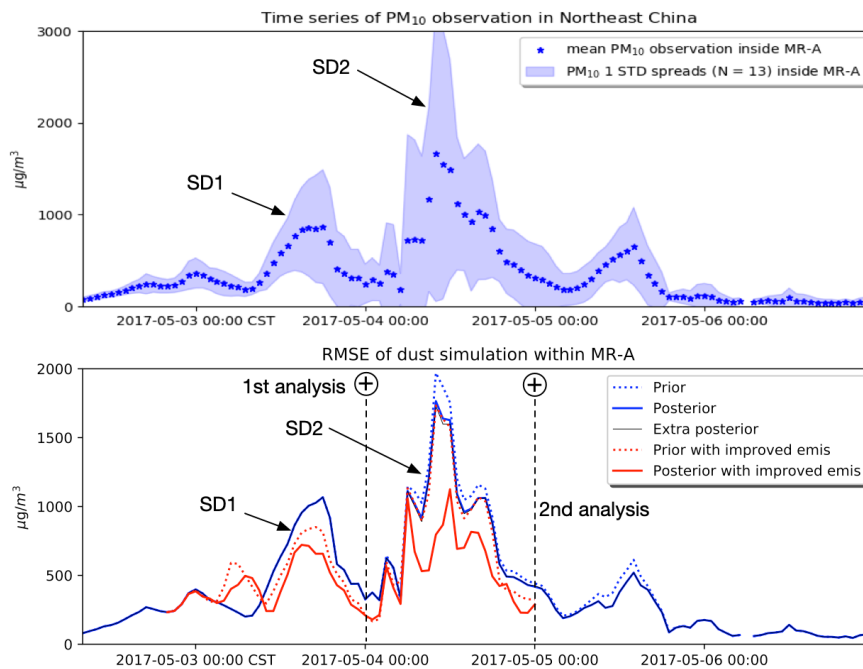 Time series of PM₁₀ observation in Northeast China
3000
2000
1000
0
μg/m³
SD1
SD2
mean PM₁₀ observation inside MR-A
PM₁₀ 1 STD spreads (N = 13) inside MR-A
2017-05-03 00:00 CST
2017-05-04 00:00
2017-05-05 00:00
2017-05-06 00:00
RMSE of dust simulation within MR-A
2000
1500
1000
500
0
μg/m³
1st analysis
SD2
SD1
2nd analysis
Prior
Posterior
Extra posterior
Prior with improved emis
Posterior with improved emis
2017-05-03 00:00 CST
2017-05-04 00:00
2017-05-05 00:00
2017-05-06 00:00